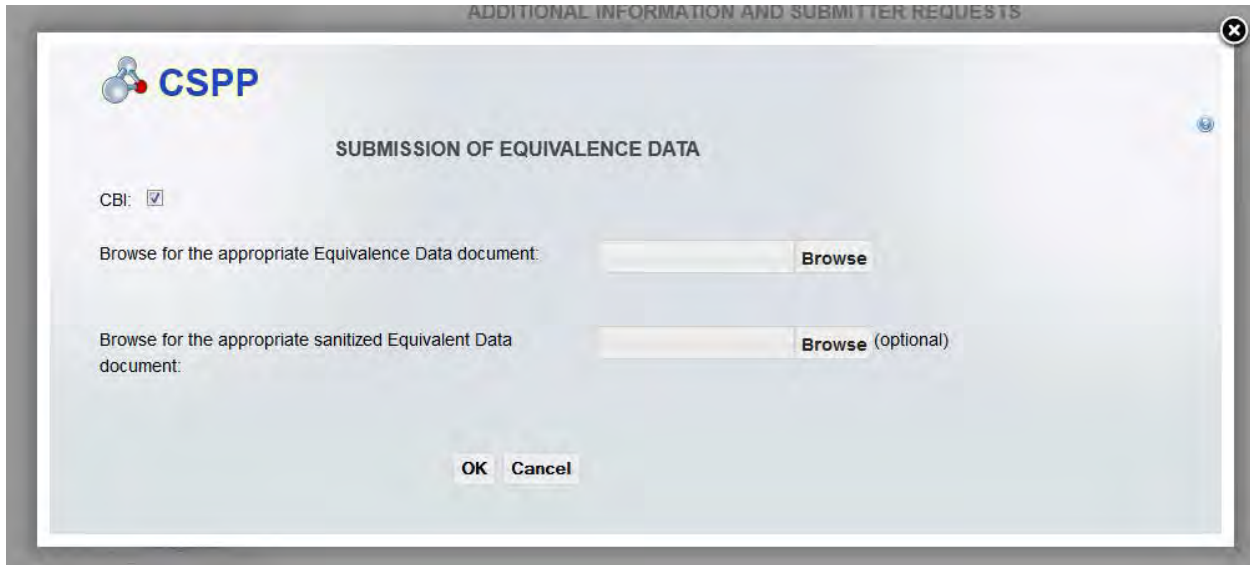 ADDITIONAL INFORMATION AND SUBMITTER REQUESTS
CSPP
SUBMISSION OF EQUIVALENCE DATA
CBI:
Browse for the appropriate Equivalence Data document: Browse
Browse for the appropriate sanitized Equivalent Data Browse (optional)
document:
OK Cancel